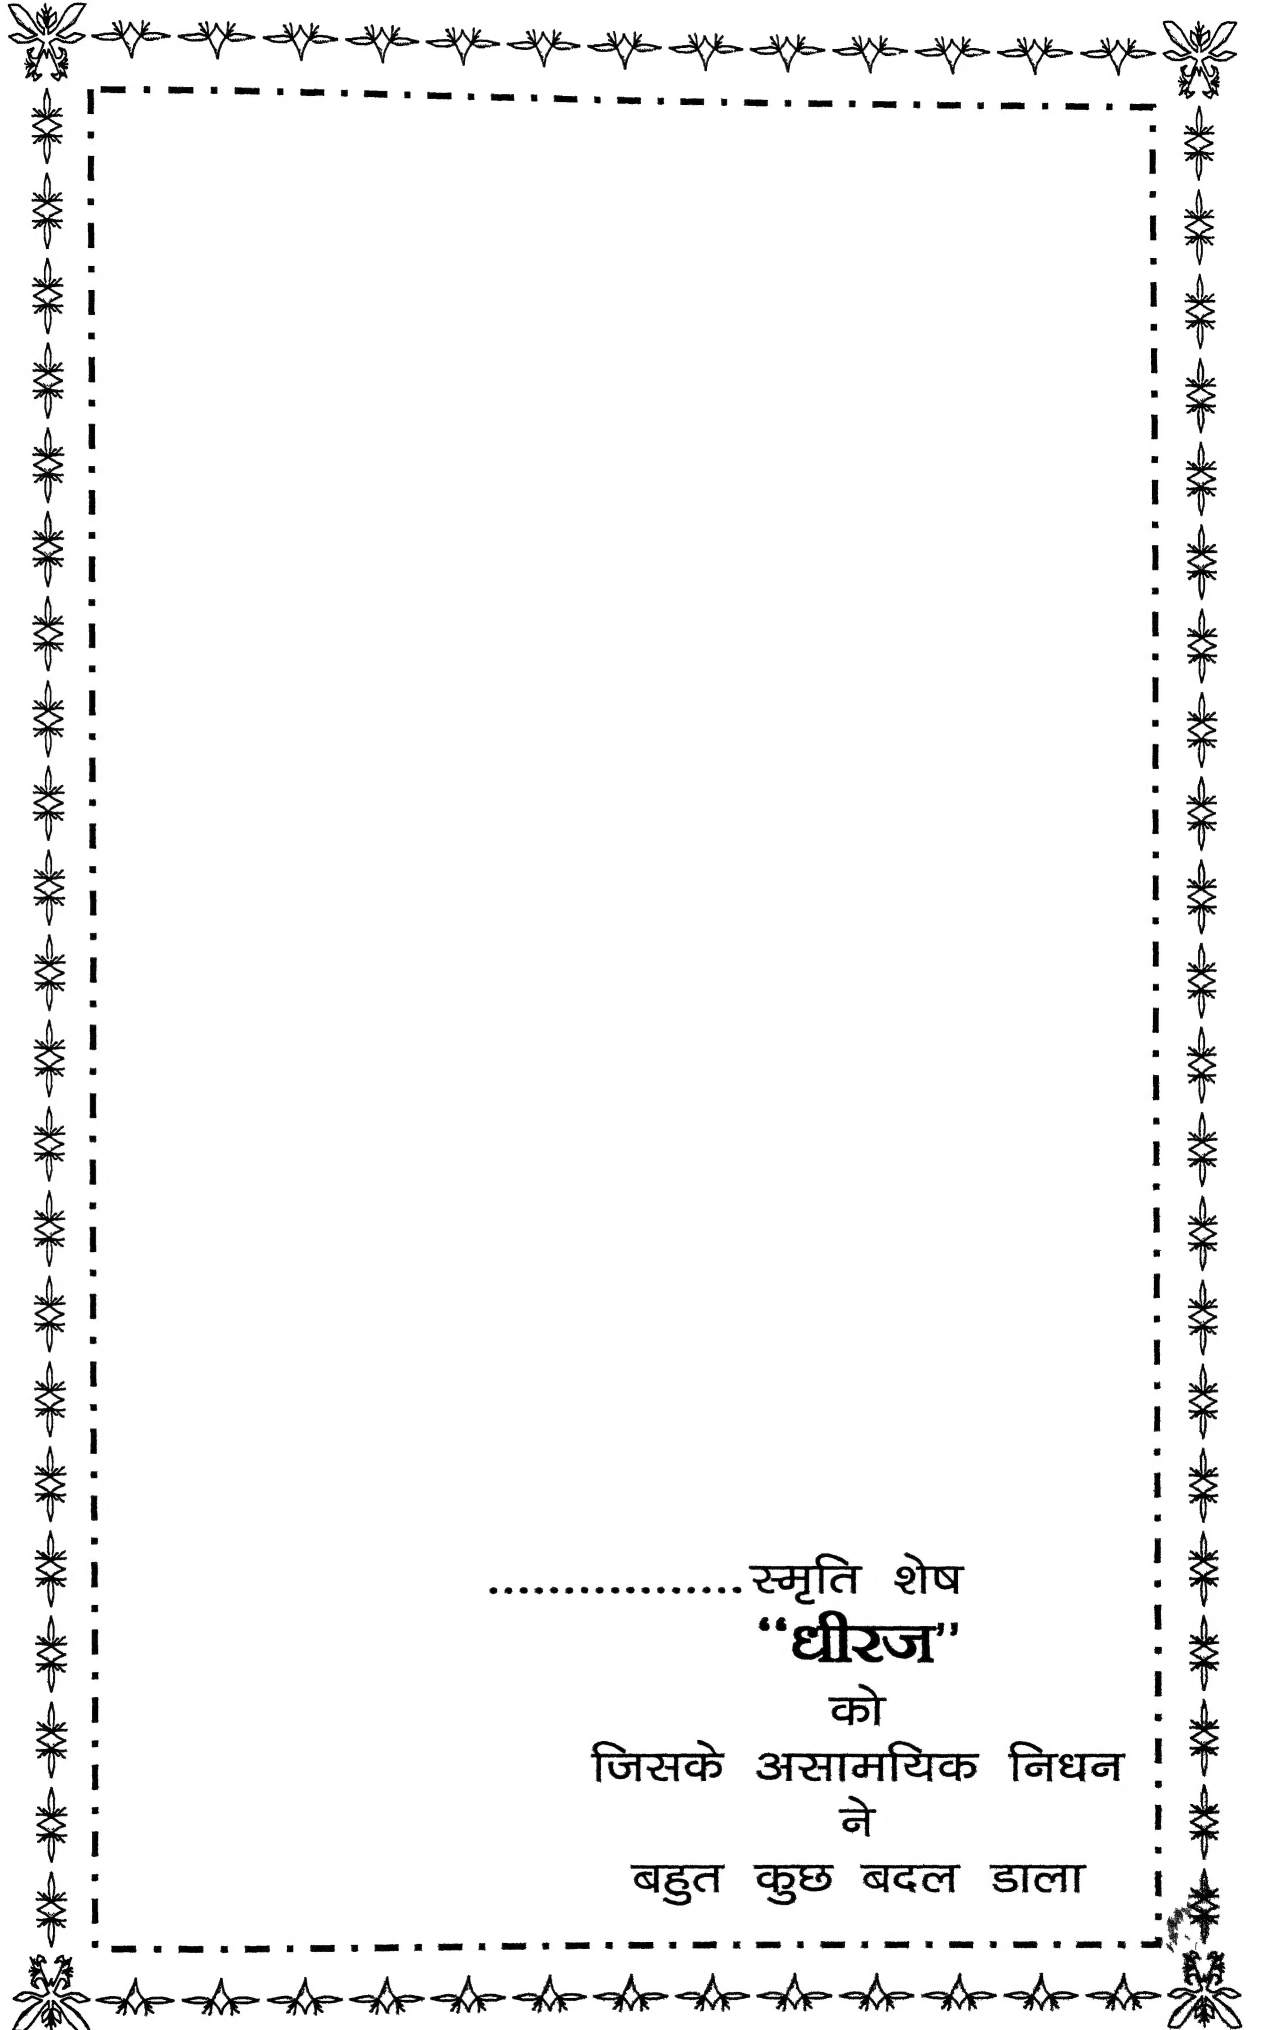 .................स्मृति शेष
“धीरज”
को
जिसके असामयिक निधन
ने
बहुत कुछ बदल डाला